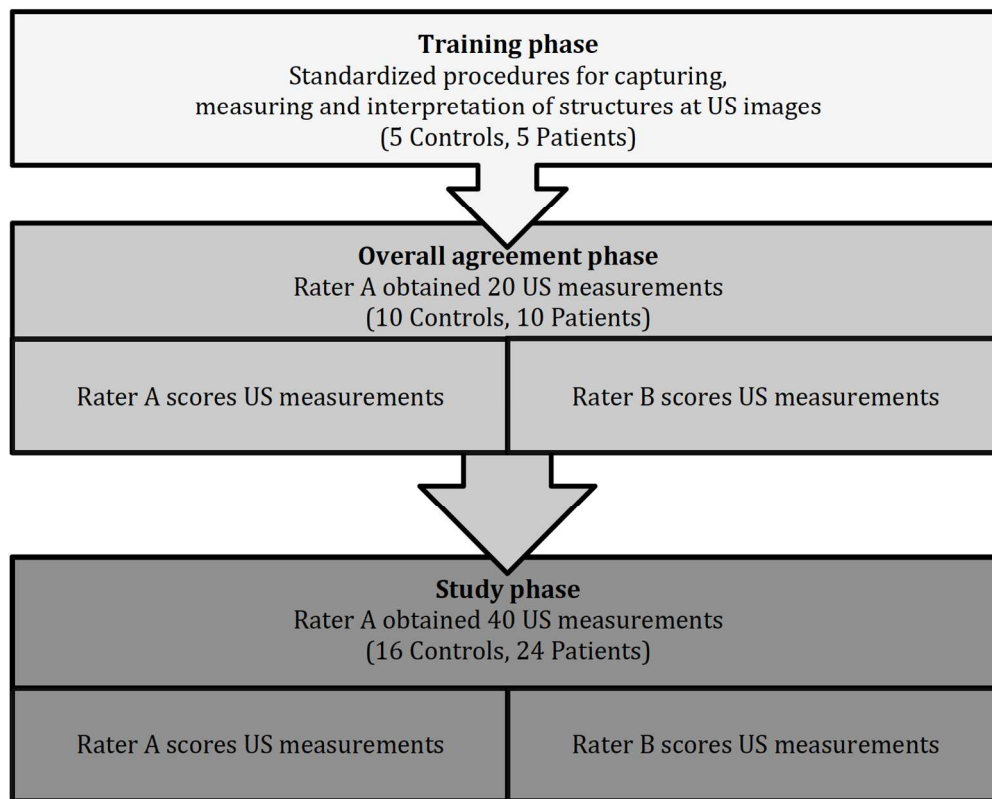 Training phase
Standardized procedures for capturing,
measuring and interpretation of structures at US images
(5 Controls, 5 Patients)
Overall agreement phase
Rater A obtained 20 US measurements
(10 Controls, 10 Patients)
Rater A scores US measurements
Rater B scores US measurements
Study phase
Rater A obtained 40 US measurements
(16 Controls, 24 Patients)
Rater A scores US measurements
Rater B scores US measurements